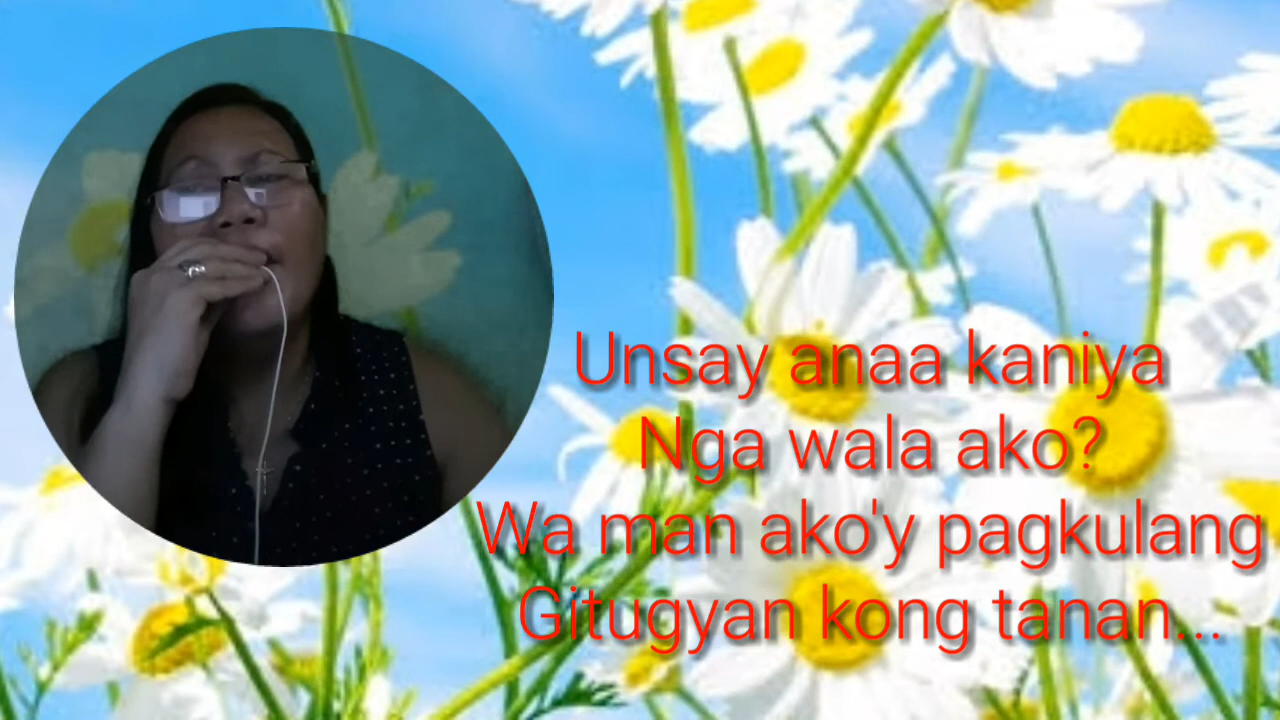 Unsay anaa kaniya
Nga wala ako?
Wa man ako'y pagkulang
Gitugyan kong tanan...